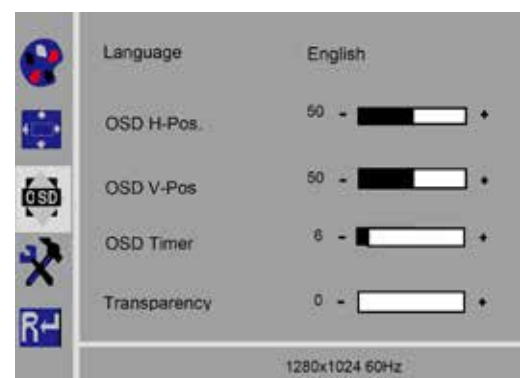 Language English
OSD H-Pos. 50 - +
OSD V-Pos 50 - +
OSD
OSD Timer 6 - +
Transparency 0 - +
R
1280x1024 60Hz